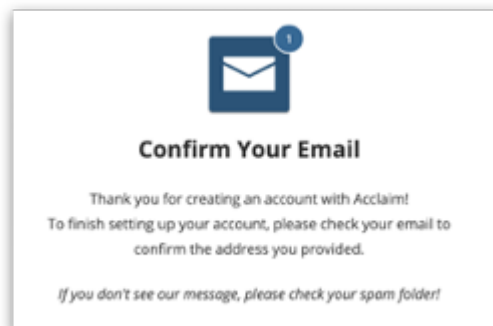 1
Confirm Your Email
Thank you for creating an account with Acclaim!
To finish setting up your account, please check your email to
confirm the address you provided.
If you don't see our message, please check your spam folder!